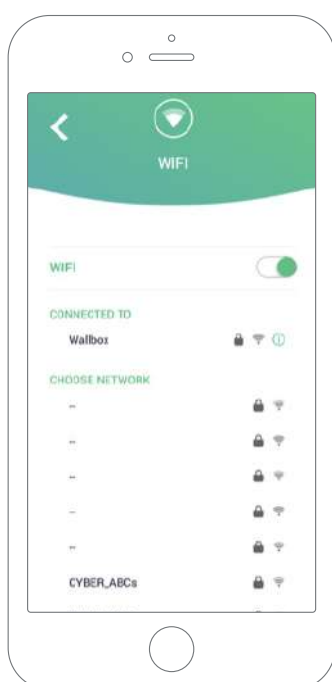 WIFI
WIFI
CONNECTED TO
Wallbox
CHOOSE NETWORK
--
--
--
--
--
CYBER_ABCs